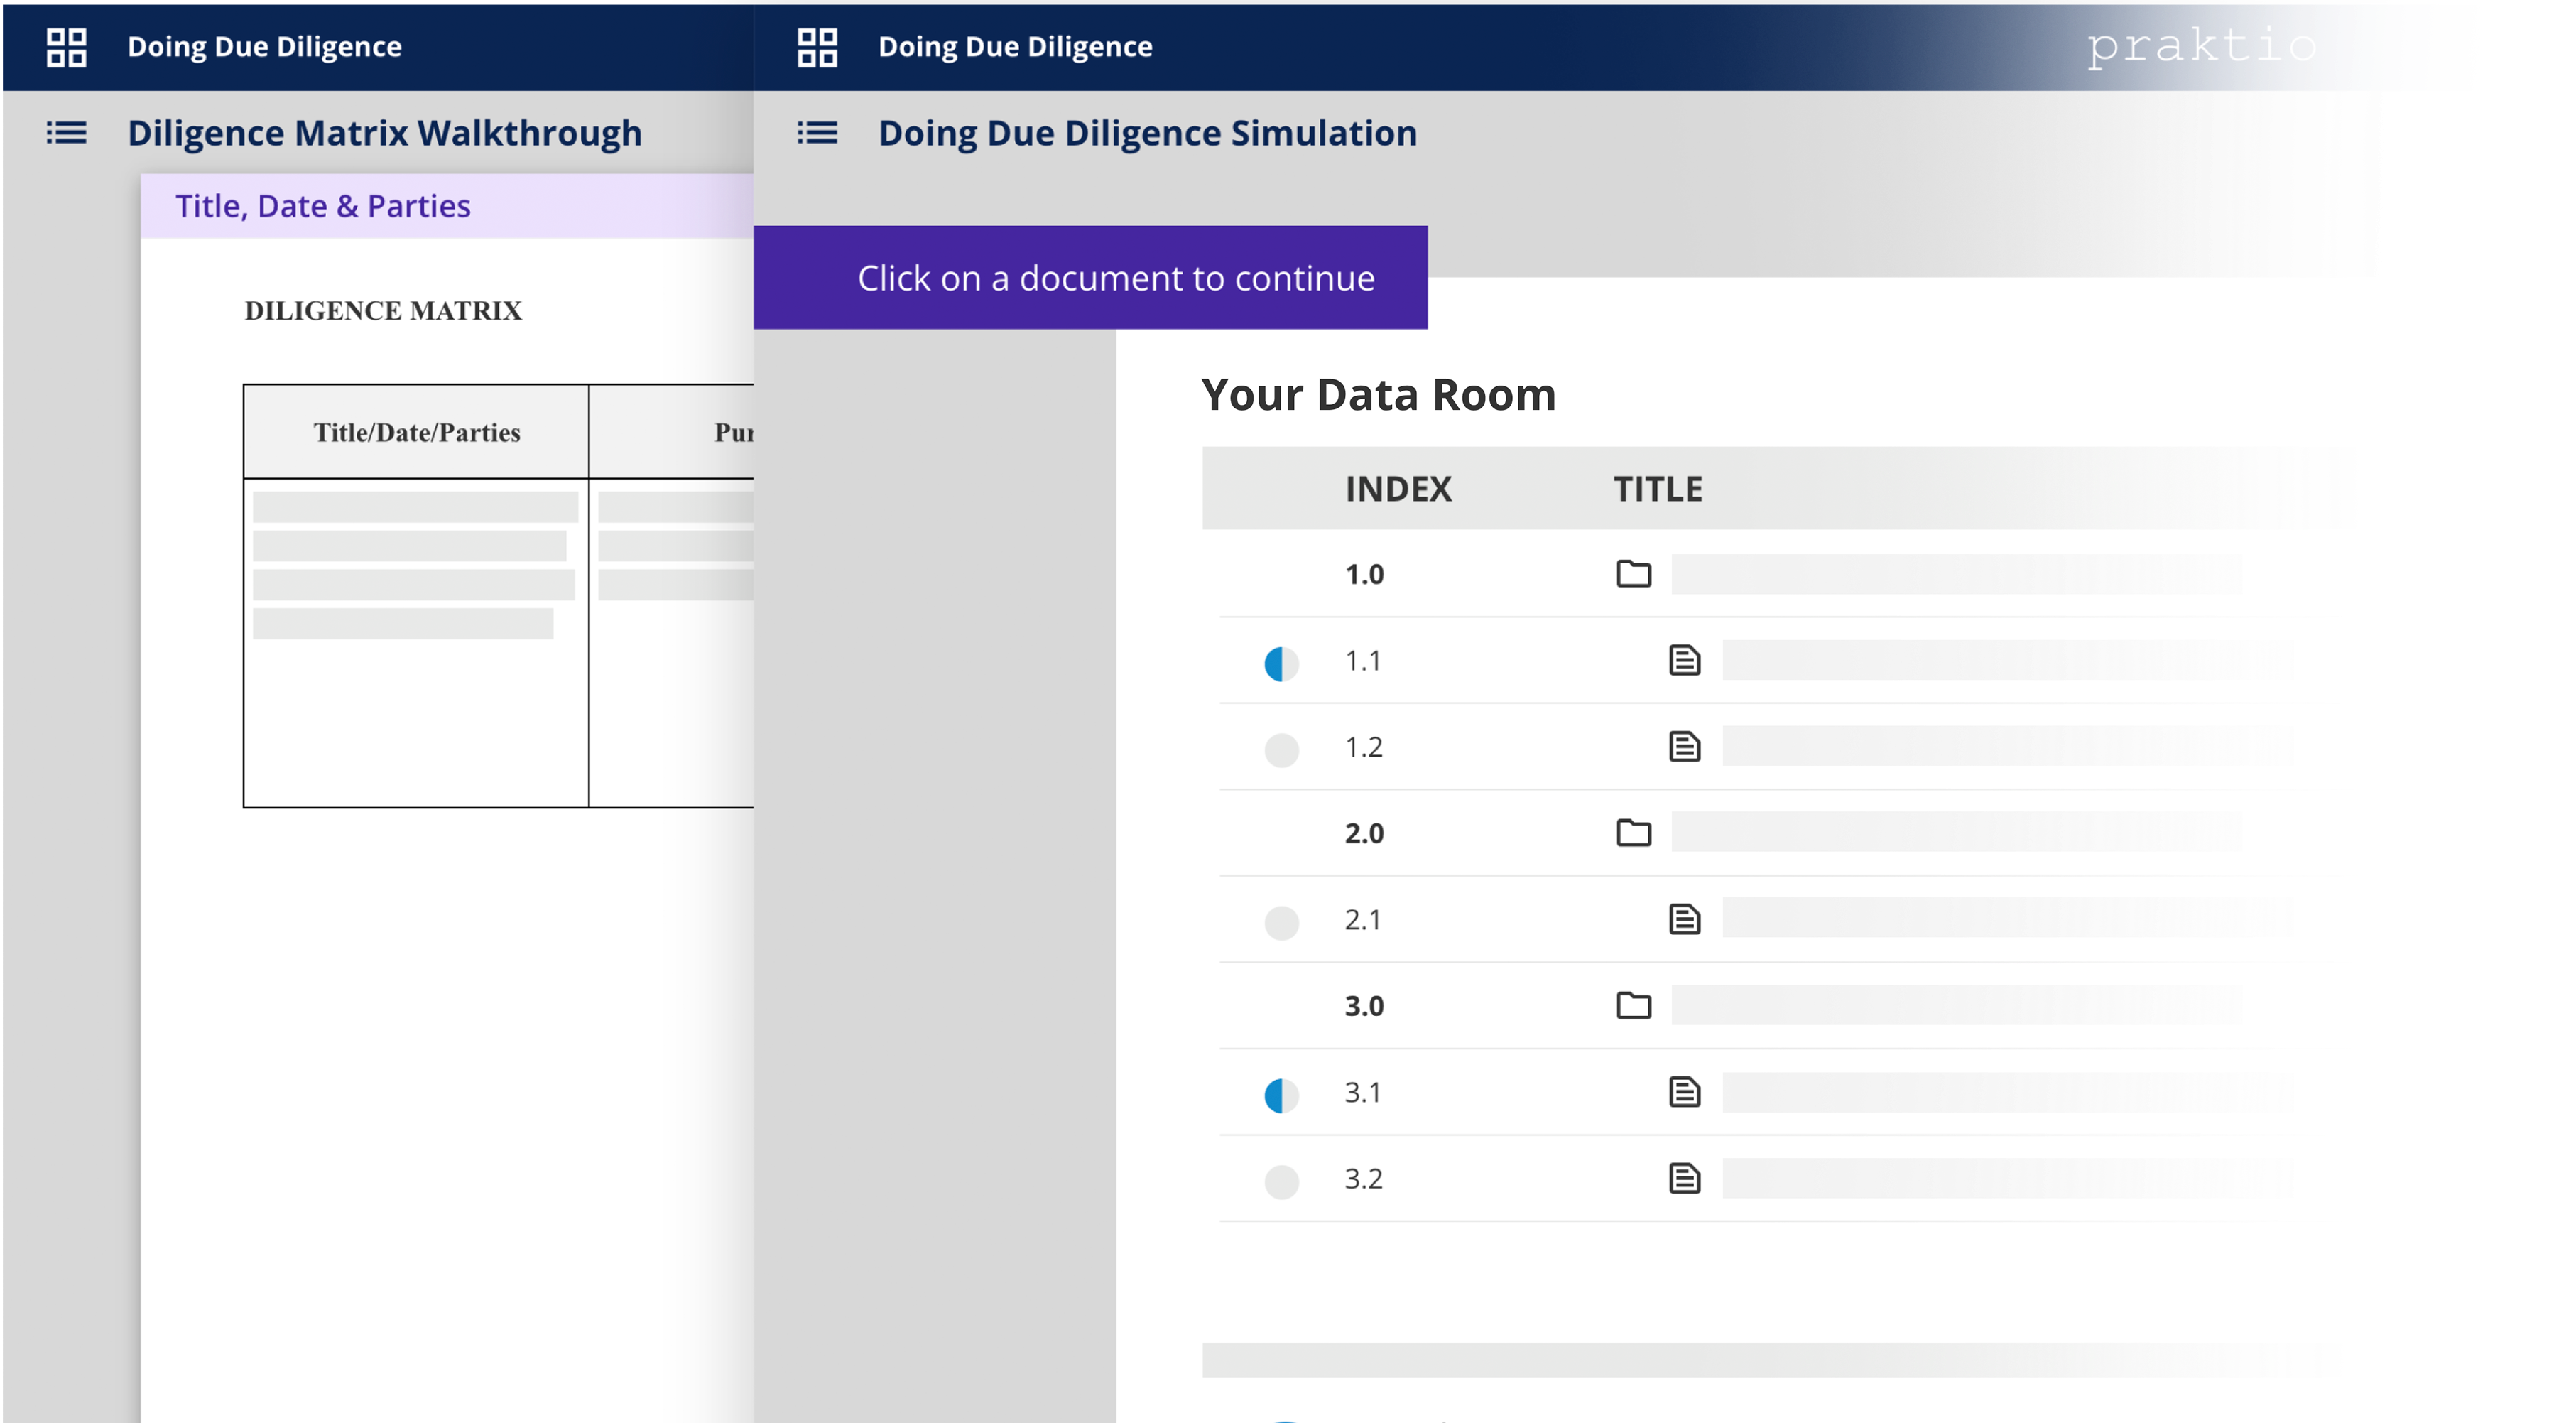 Doing Due Diligence
Diligence Matrix Walkthrough
Title, Date & Parties
DILIGENCE MATRIX
Title/Date/Parties
Pur
Doing Due Diligence
praktio
Doing Due Diligence Simulation
Click on a document to continue
Your Data Room
INDEX TITLE
1.0
1.1
1.2
2.0
2.1
3.0
3.1
3.2